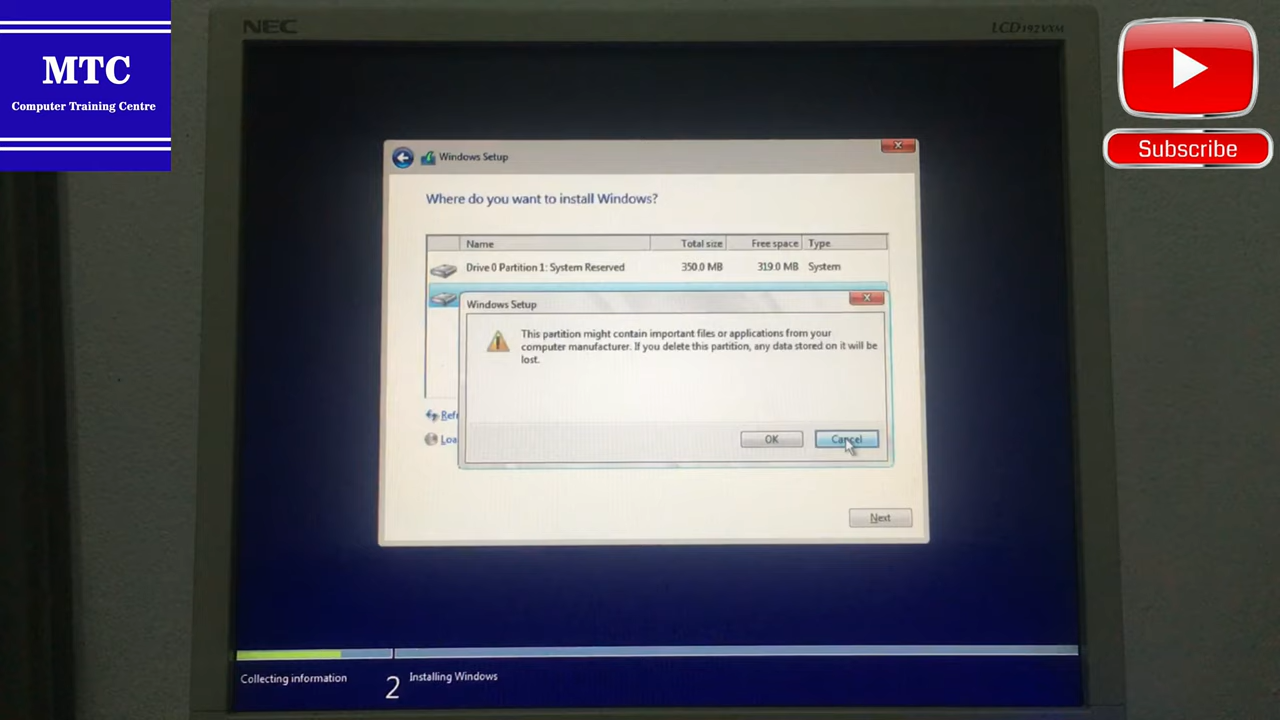 MTC
Computer Training Centre
NEC
LCD192VXM
Subscribe
Windows Setup
Where do you want to install Windows?
Name Total size Free space Type
Drive 0 Partition 1: System Reserved 350.0 MB 319.0 MB System
Windows Setup
This partition might contain important files or applications from your
computer manufacturer. If you delete this partition, any data stored on it will be
lost.
Refr
Loa
OK Cancel
Next
Collecting information
2 Installing Windows